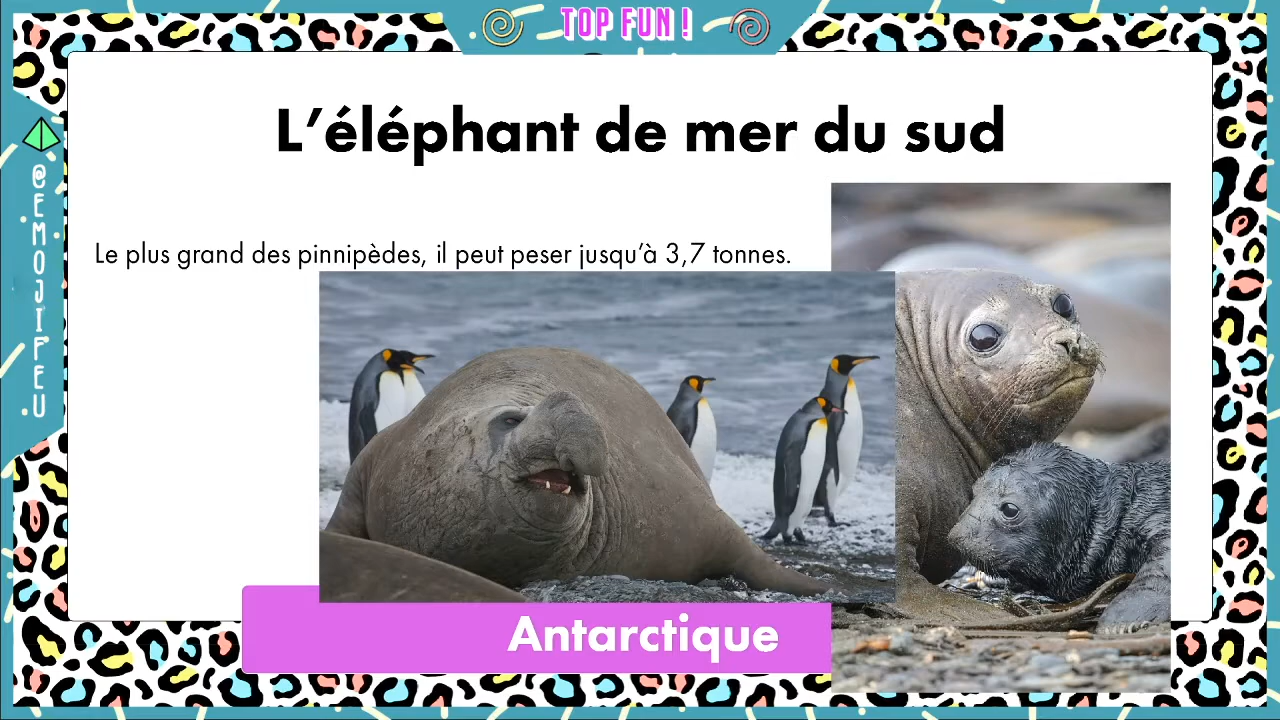 TOP FUN !
@EMOJIFEU
L’éléphant de mer du sud
Le plus grand des pinnipèdes, il peut peser jusqu’à 3,7 tonnes.
Antarctique